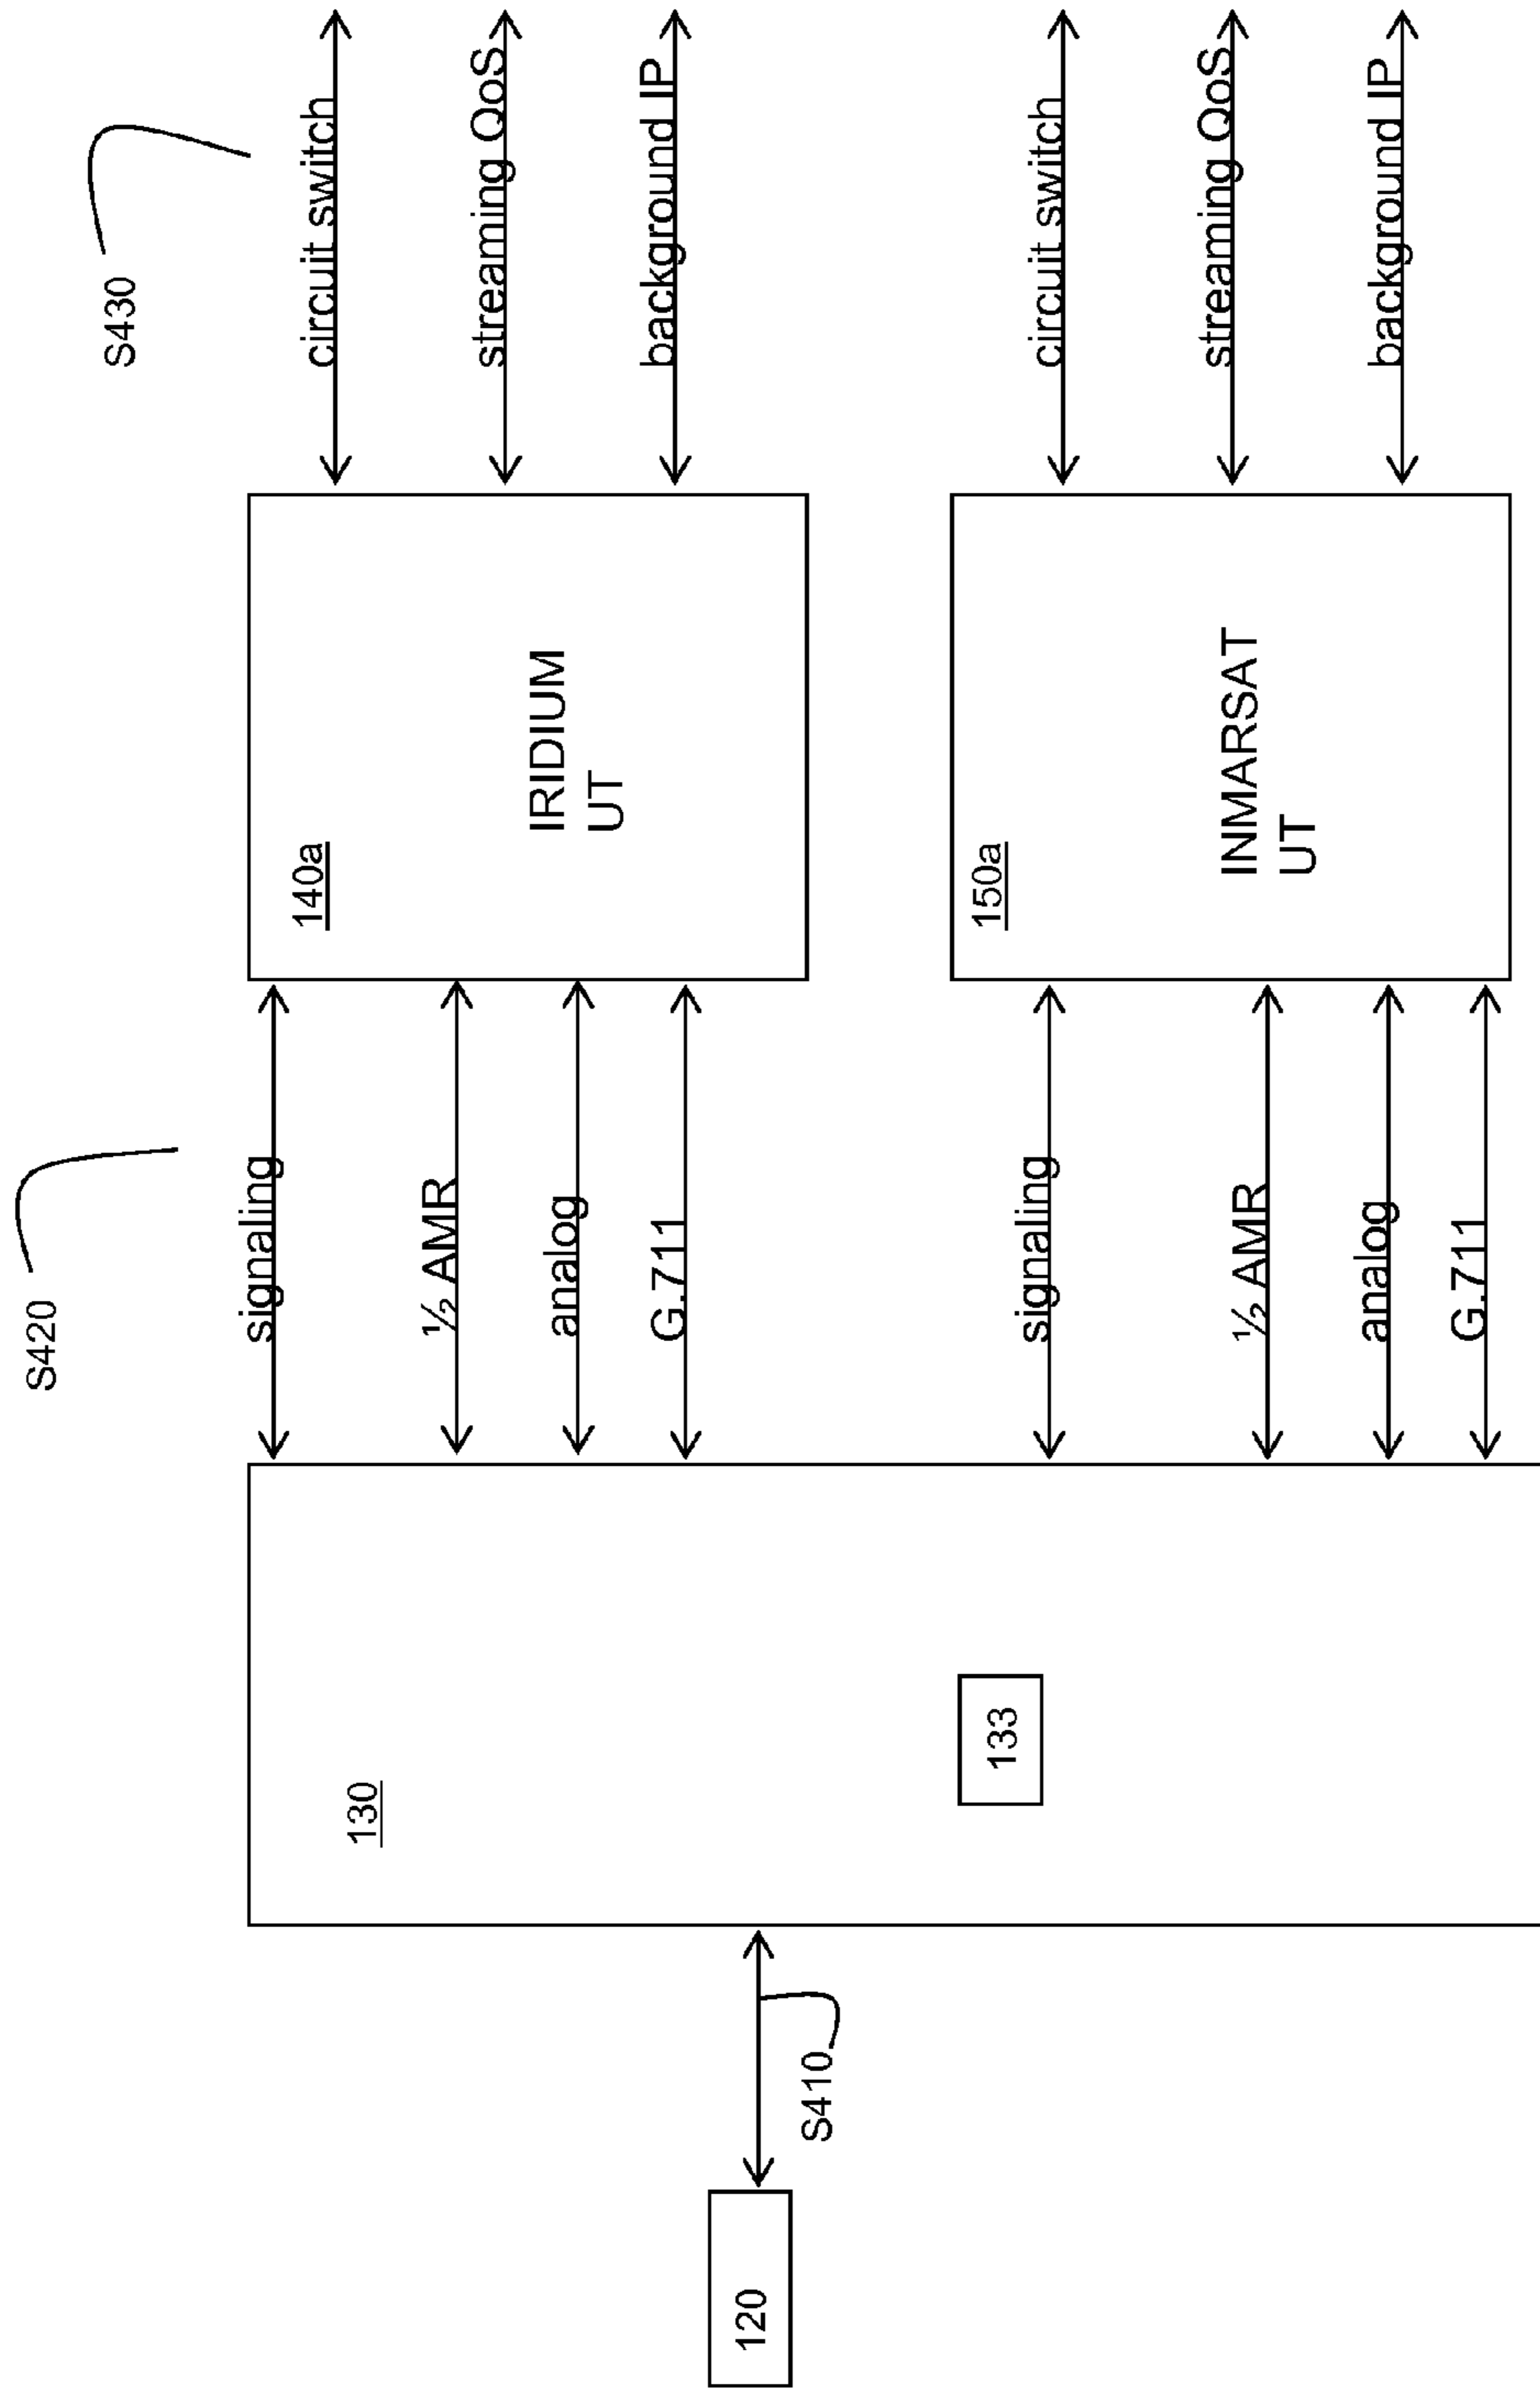 S420
S430
signaling
½ AMR
analog
G.711
140a
IRIDIUM
UT
circuit switch
streaming QoS
background IP
120
S410
130
133
signaling
½ AMR
analog
G.711
150a
INMARSAT
UT
circuit switch
streaming QoS
background IP